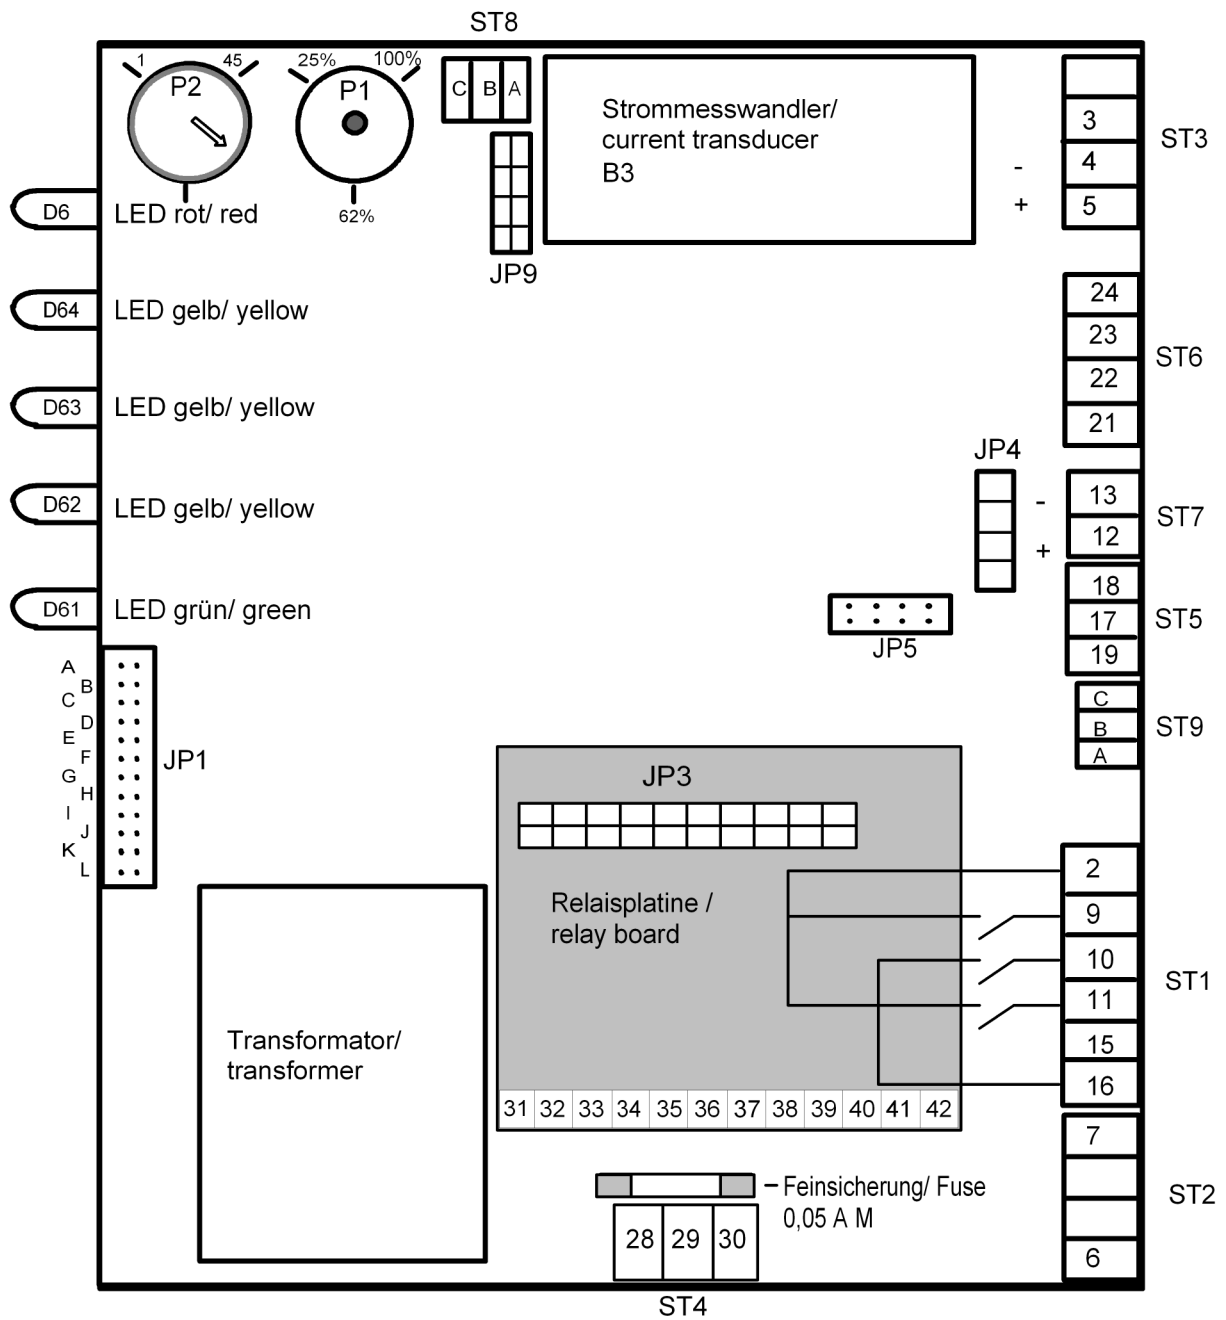 ST8
1
45
25%
100%
P2
P1
C B A
62%
JP9
Strommesswandler/
current transducer
B3
-
+
3
4
5
ST3
D6
LED rot/ red
D64
LED gelb/ yellow
D63
LED gelb/ yellow
D62
LED gelb/ yellow
D61
LED grün/ green
24
23
22
21
ST6
JP4
-
+
13
12
ST7
JP5
18
17
19
ST5
C
B
A
ST9
A
B
C
D
E
F
G
H
I
J
K
L
JP1
JP3
Relaisplatine /
relay board
2
9
10
11
15
16
ST1
Transformator/
transformer
31 32 33 34 35 36 37 38 39 40 41 42
7
6
ST2
– Feinsicherung/ Fuse
0,05 A M
28 29 30
ST4